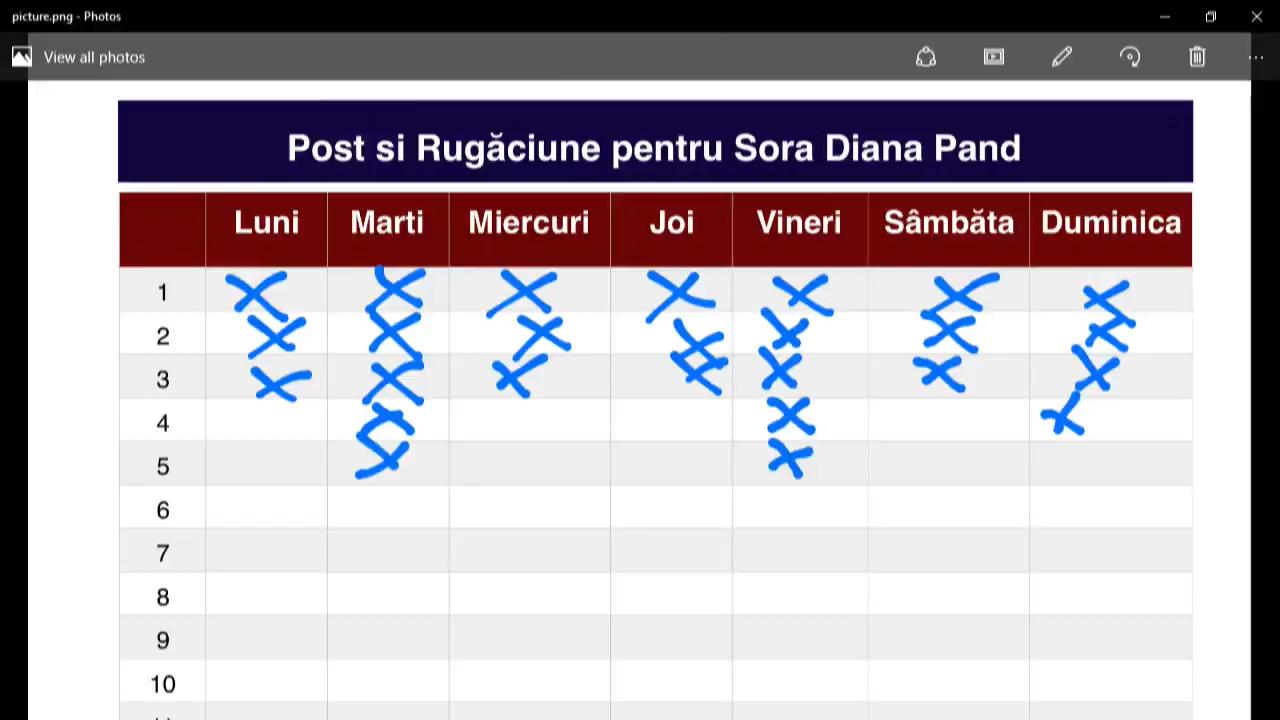 picture.png - Photos
View all photos
Post si Rugăciune pentru Sora Diana Pand
Luni Marti Miercuri Joi Vineri Sâmbăta Duminica
1 X X X X X X X
2 X X X X X X X
3 X X X X X X X
4 X X X
5 X X
6
7
8
9
10